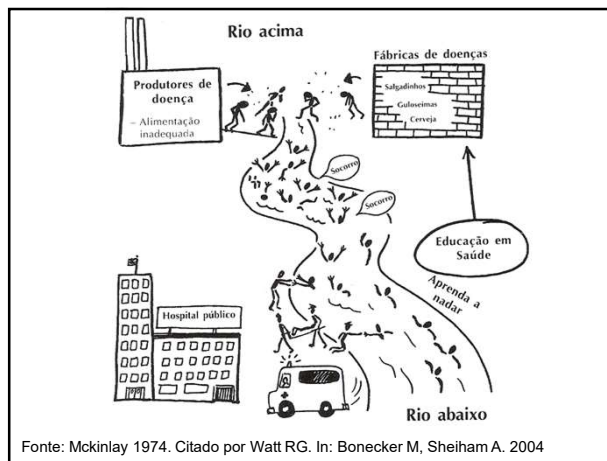 Rio acima
Produtores de
doença
– Alimentação
inadequada
Fábricas de doenças
Salgadinhos
Guloseimas
Cerveja
Socorro
Socorro
Educação em
Saúde
Aprenda a
nadar
Hospital público
Rio abaixo
Fonte: Mckinlay 1974. Citado por Watt RG. In: Bonecker M, Sheiham A. 2004